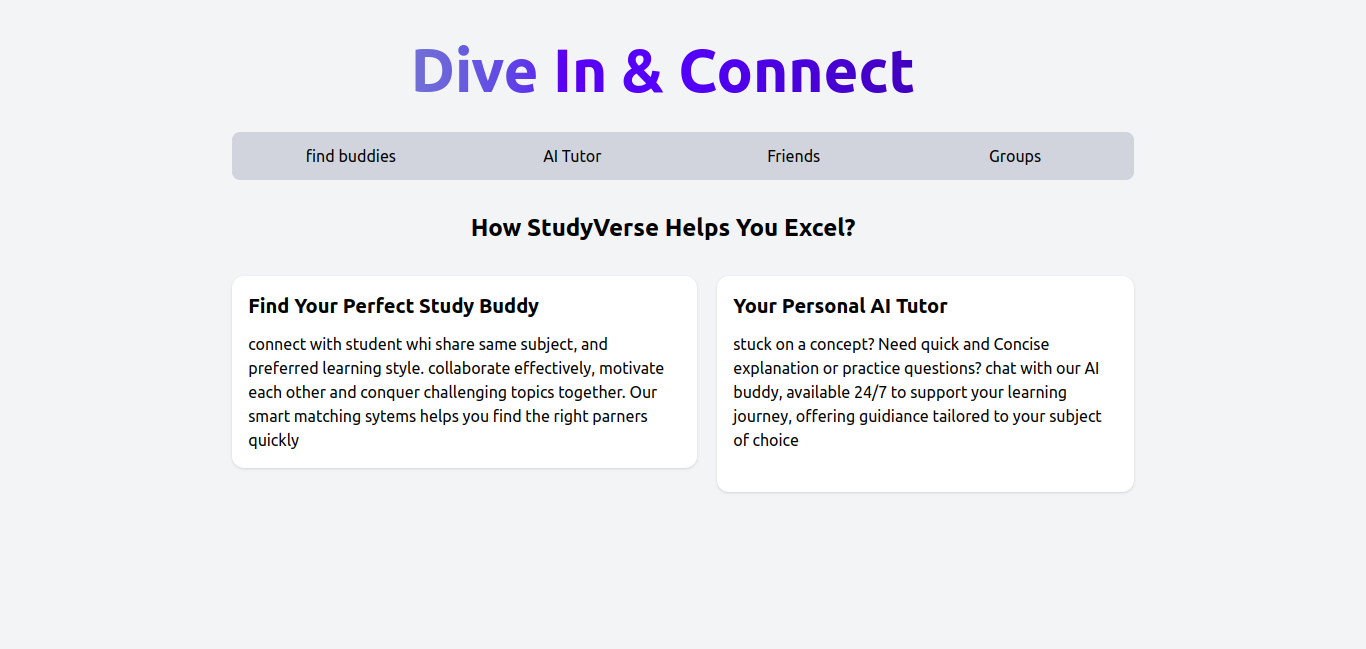 Dive In & Connect
find buddies
AI Tutor
Friends
Groups
How StudyVerse Helps You Excel?
Find Your Perfect Study Buddy
connect with student whi share same subject, and
preferred learning style. collaborate effectively, motivate
each other and conquer challenging topics together. Our
smart matching sytems helps you find the right parners
quickly
Your Personal AI Tutor
stuck on a concept? Need quick and Concise
explanation or practice questions? chat with our AI
buddy, available 24/7 to support your learning
journey, offering guidiance tailored to your subject
of choice